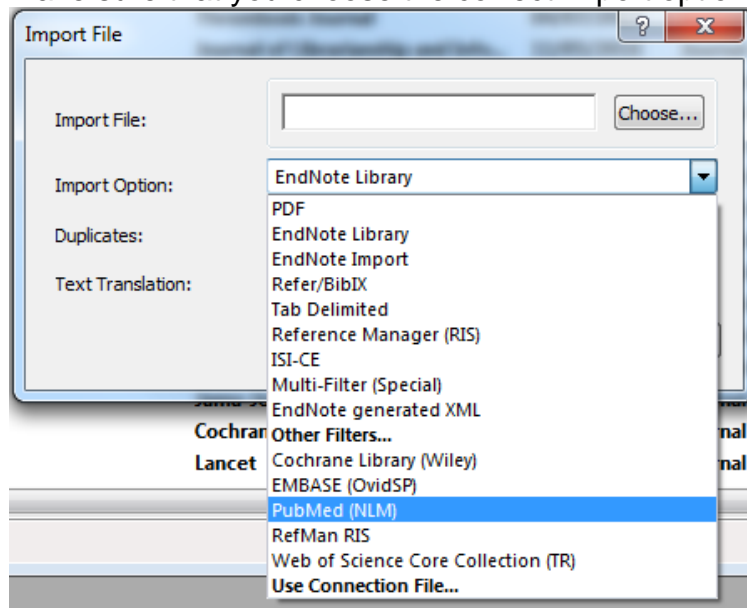 Import File
Import File:
Choose...
Import Option:
EndNote Library
Duplicates:
Text Translation:
PDF
EndNote Library
EndNote Import
Refer/BibIX
Tab Delimited
Reference Manager (RIS)
ISI-CE
Multi-Filter (Special)
EndNote generated XML
Other Filters...
Cochrane Library (Wiley)
EMBASE (OvidSP)
PubMed (NLM)
RefMan RIS
Web of Science Core Collection (TR)
Use Connection File...
Lancet